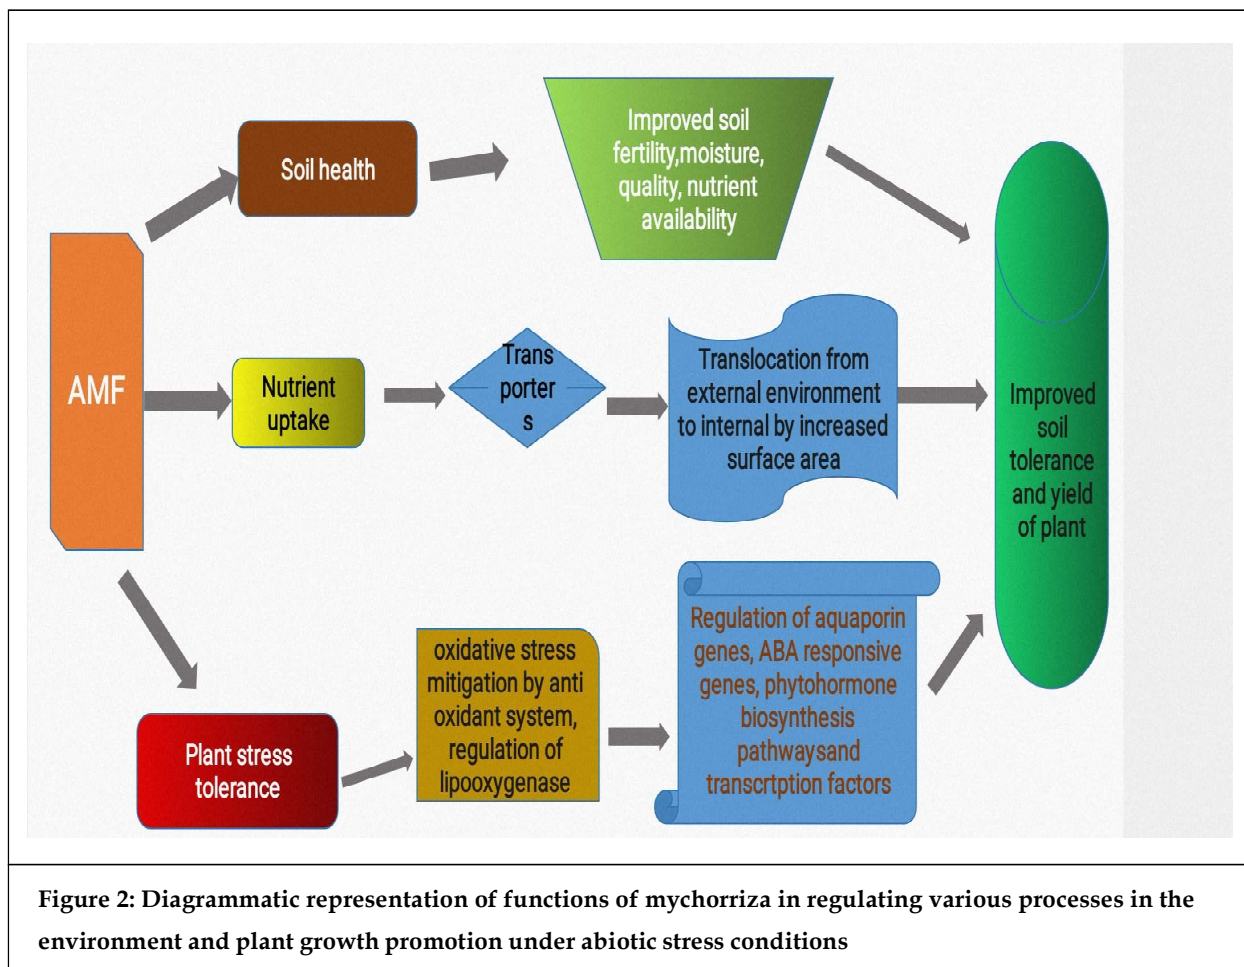 Soil health
Improved soil
fertility,moisture,
quality, nutrient
availability
AMF
Nutrient
uptake
Trans
porter
s
Translocation from
external environment
to internal by increased
surface area
Improved
soil
tolerance
and yield
of plant
Plant stress
tolerance
oxidative stress
mitigation by anti
oxidant system,
regulation of
lipooxygenase
Regulation of aquaporin
genes, ABA responsive
genes, phytohormone
biosynthesis
pathwaysand
transcrtption factors
Figure 2: Diagrammatic representation of functions of mychorriza in regulating various processes in the
environment and plant growth promotion under abiotic stress conditions